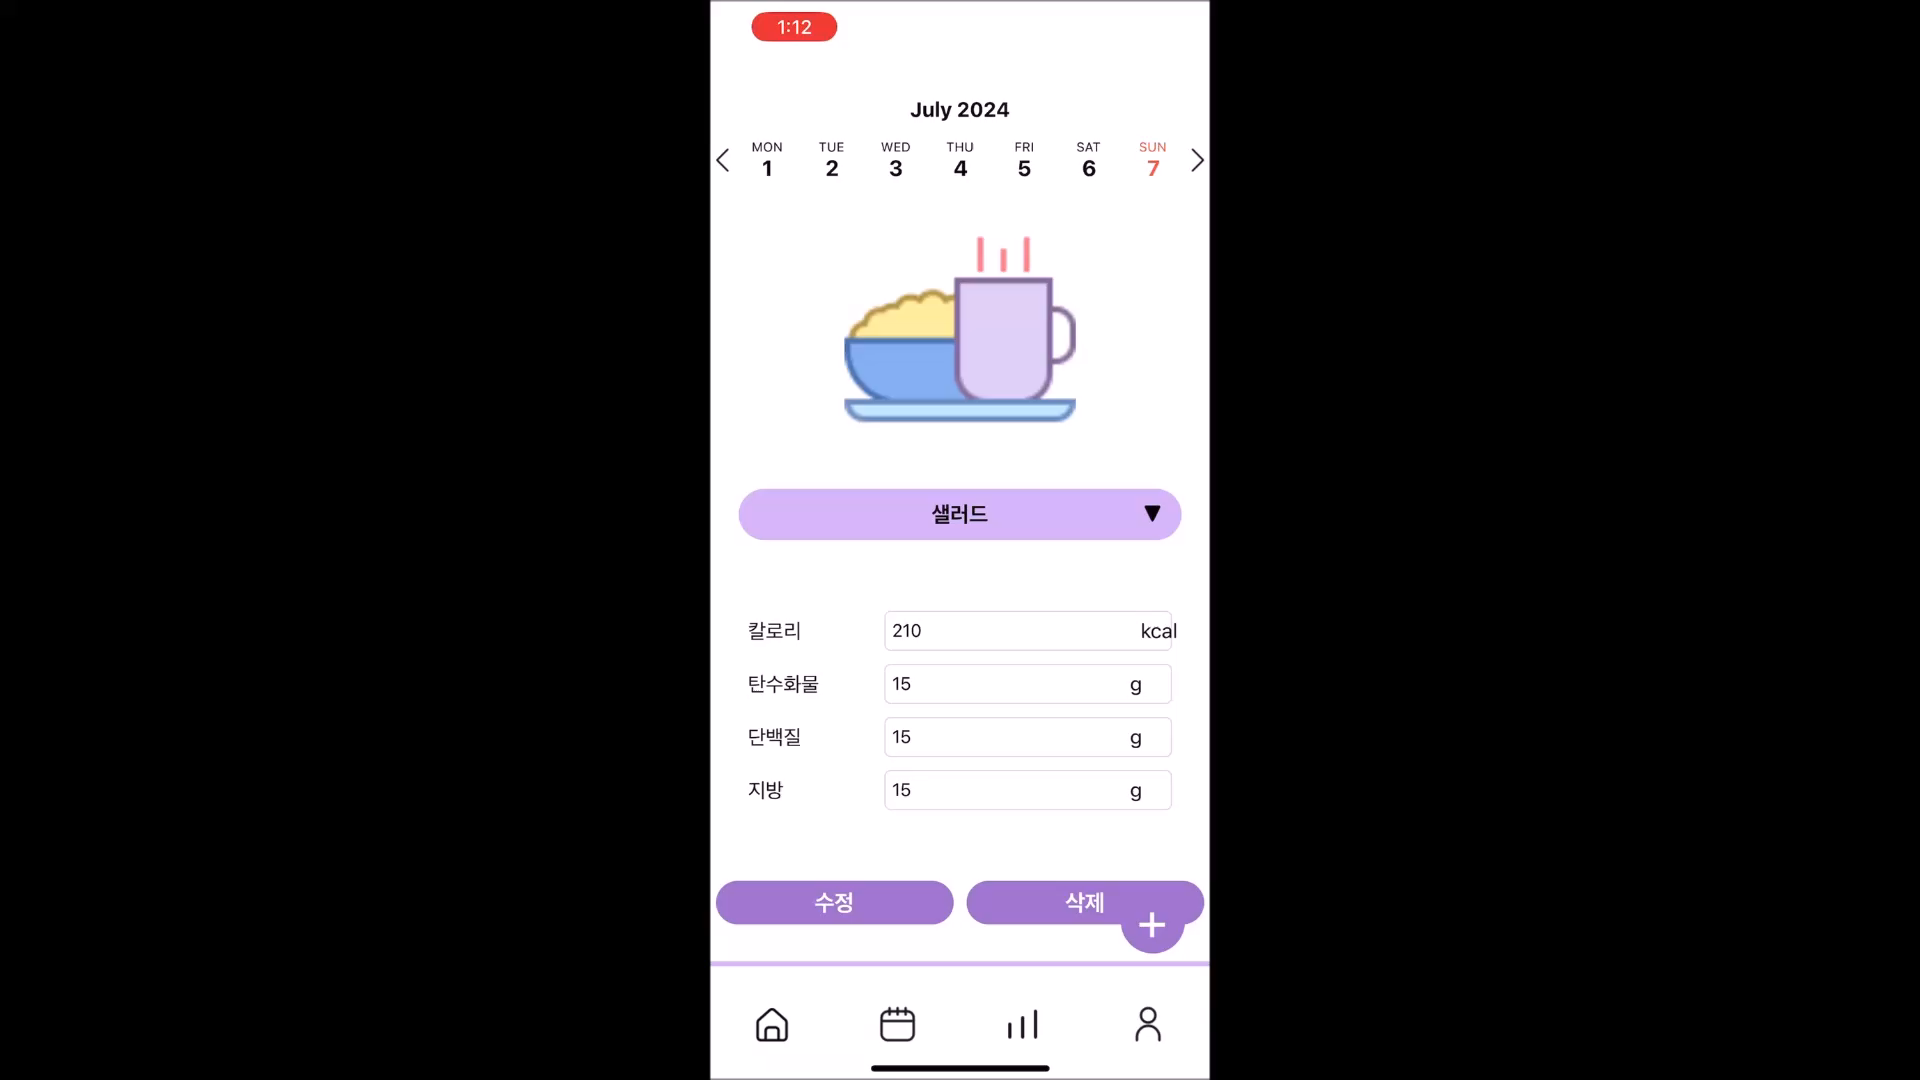 1:12
July 2024
MON TUE WED THU FRI SAT SUN
1 2 3 4 5 6 7
샐러드 ▼
칼로리 210 kcal
탄수화물 15 g
단백질 15 g
지방 15 g
수정 삭제
+